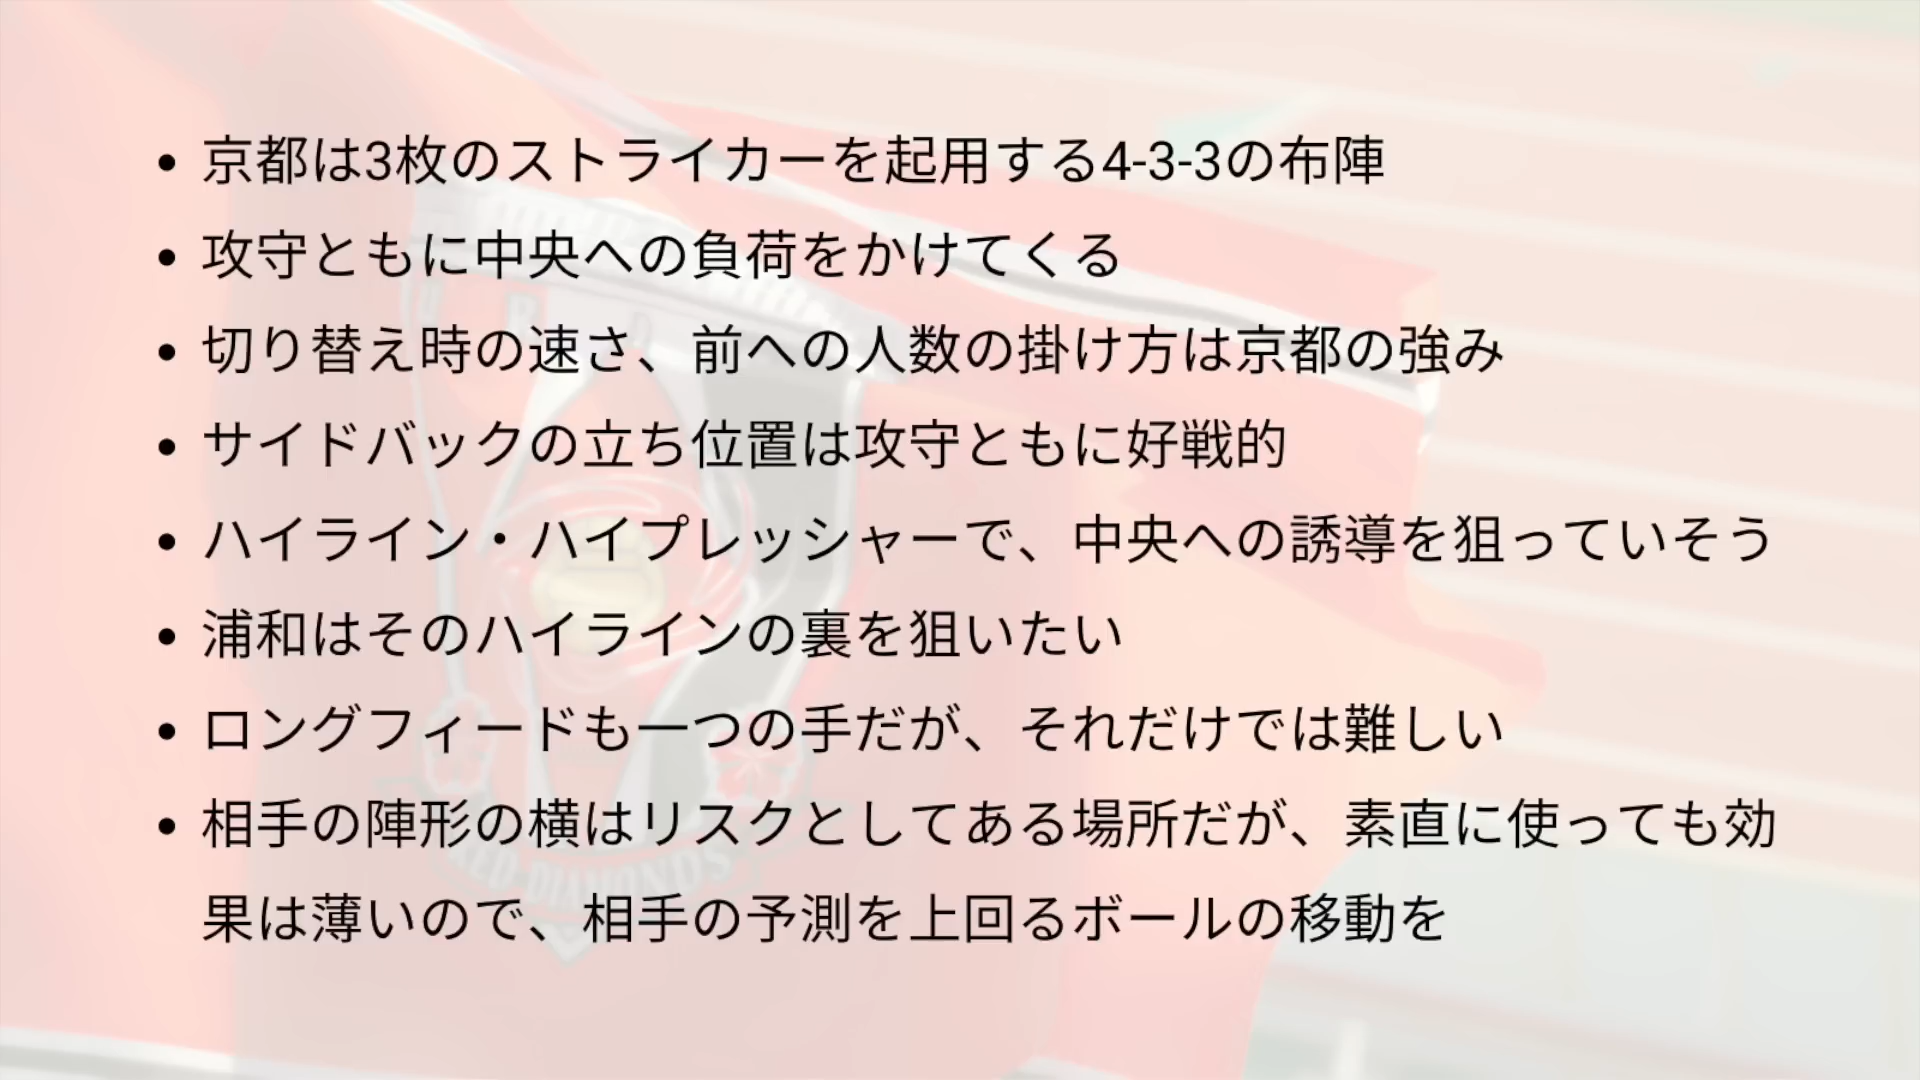 • 京都は3枚のストライカーを起用する4-3-3の布陣
• 攻守ともに中央への負荷をかけてくる
• 切り替え時の速さ、前への人数の掛け方は京都の強み
• サイドバックの立ち位置は攻守ともに好戦的
• ハイライン・ハイプレッシャーで、中央への誘導を狙っていそう
• 浦和はそのハイラインの裏を狙いたい
• ロングフィードも一つの手だが、それだけでは難しい
• 相手の陣形の横はリスクとしてある場所だが、素直に使っても効
果は薄いので、相手の予測を上回るボールの移動を
RED DIAMONDS